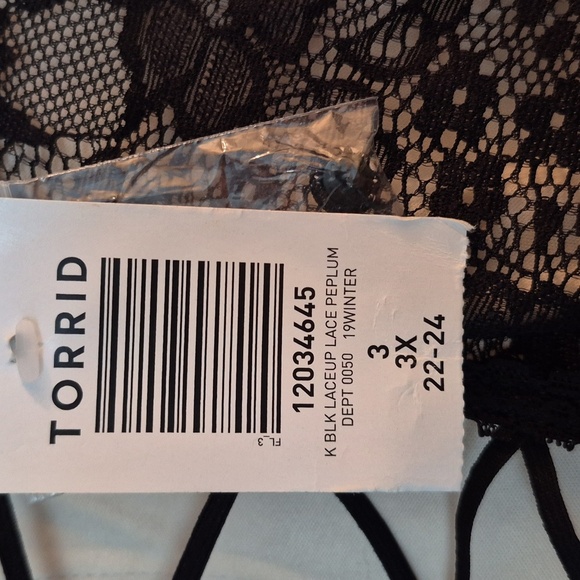 TORRID
FL_3
12034645
K BLK LACEUP LACE PEPLUM
DEPT 0050 19WINTER
3
3X
22-24